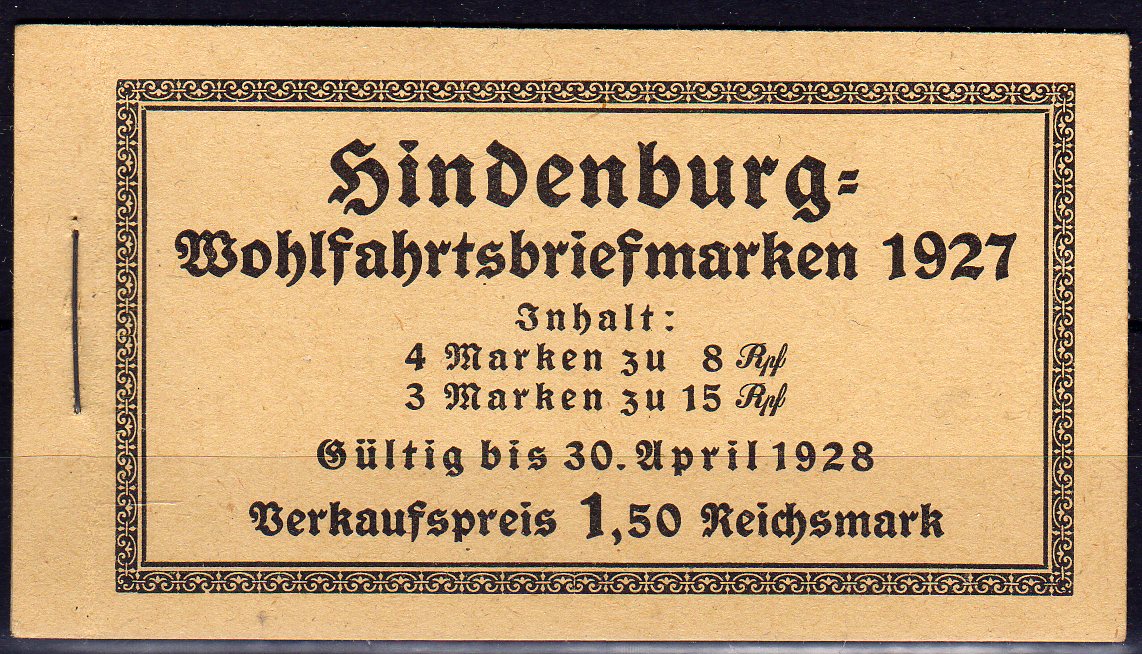 Hindenburg=
Wohlfahrtsbriefmarken 1927
Inhalt:
4 Marken zu 8 Rpf
3 Marken zu 15 Rpf
Gültig bis 30. April 1928
Verkaufspreis 1,50 Reichsmark